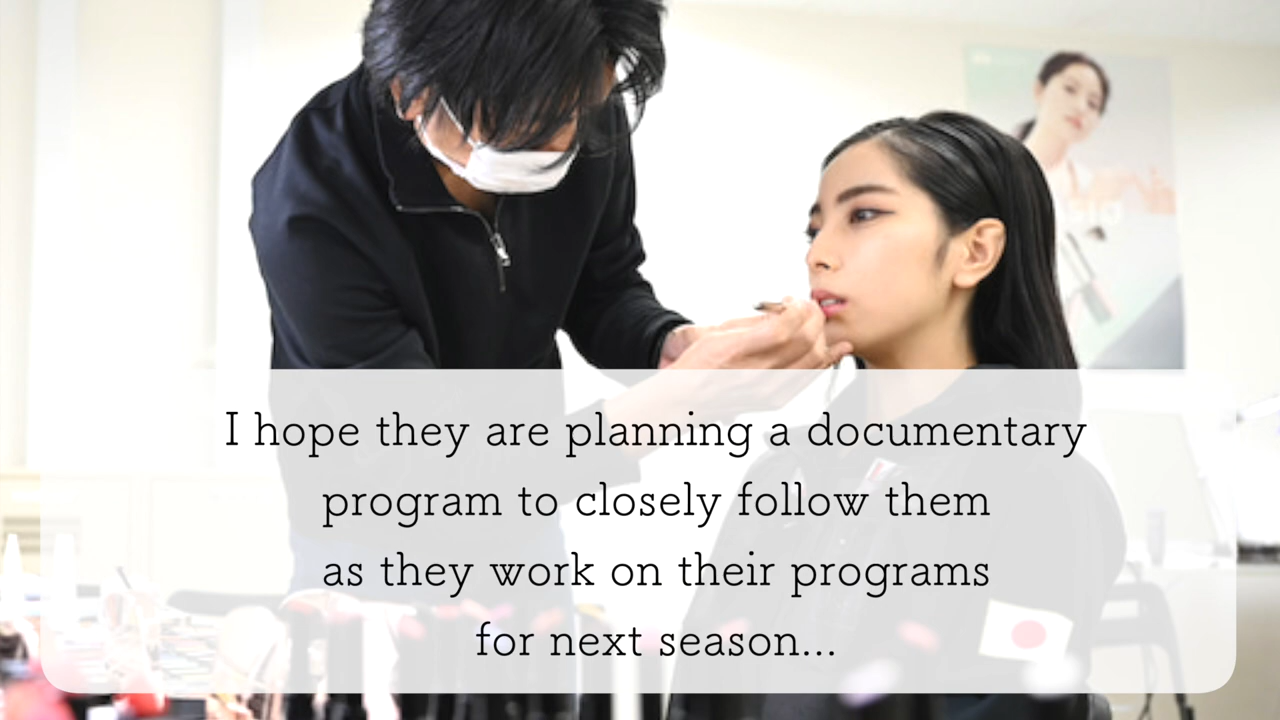 I hope they are planning a documentary
program to closely follow them
as they work on their programs
for next season...